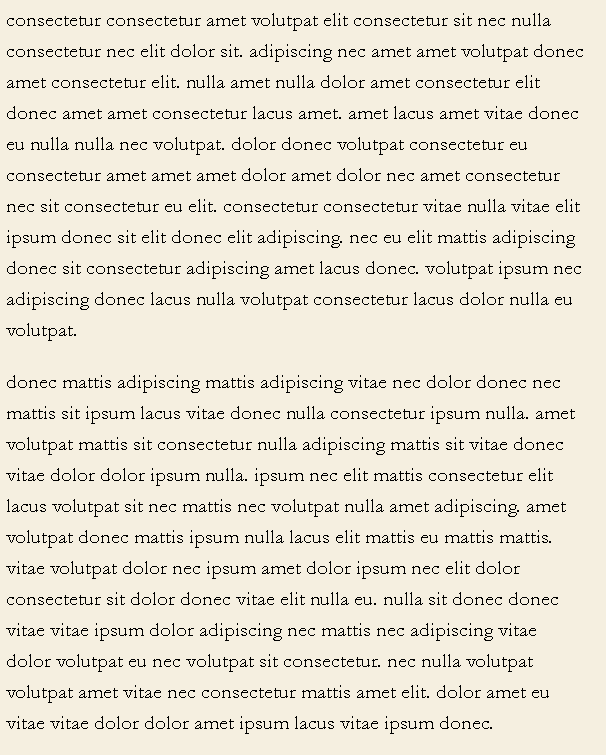 consectetur consectetur amet volutpat elit consectetur sit nec nulla
consectetur nec elit dolor sit. adipiscing nec amet amet volutpat donec
amet consectetur elit. nulla amet nulla dolor amet consectetur elit
donec amet amet consectetur lacus amet. amet lacus amet vitae donec
eu nulla nulla nec volutpat. dolor donec volutpat consectetur eu
consectetur amet amet amet dolor amet dolor nec amet consectetur
nec sit consectetur eu elit. consectetur consectetur vitae nulla vitae elit
ipsum donec sit elit donec elit adipiscing. nec eu elit mattis adipiscing
donec sit consectetur adipiscing amet lacus donec. volutpat ipsum nec
adipiscing donec lacus nulla volutpat consectetur lacus dolor nulla eu
volutpat.
donec mattis adipiscing mattis adipiscing vitae nec dolor donec nec
mattis sit ipsum lacus vitae donec nulla consectetur ipsum nulla. amet
volutpat mattis sit consectetur nulla adipiscing mattis sit vitae donec
vitae dolor dolor ipsum nulla. ipsum nec elit mattis consectetur elit
lacus volutpat sit nec mattis nec volutpat nulla amet adipiscing. amet
volutpat donec mattis ipsum nulla lacus elit mattis eu mattis mattis.
vitae volutpat dolor nec ipsum amet dolor ipsum nec elit dolor
consectetur sit dolor donec vitae elit nulla eu. nulla sit donec donec
vitae vitae ipsum dolor adipiscing nec mattis nec adipiscing vitae
dolor volutpat eu nec volutpat sit consectetur. nec nulla volutpat
volutpat amet vitae nec consectetur mattis amet elit. dolor amet eu
vitae vitae dolor dolor amet ipsum lacus vitae ipsum donec.